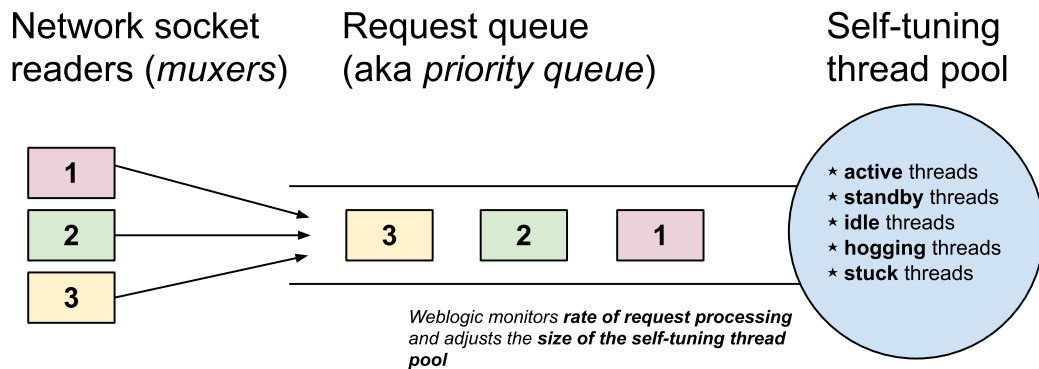 Network socket
readers (muxers)
Request queue
(aka priority queue)
Self-tuning
thread pool
1
2
3
3
2
1
★ active threads
★ standby threads
★ idle threads
★ hogging threads
★ stuck threads
Weblogic monitors rate of request processing
and adjusts the size of the self-tuning thread
pool